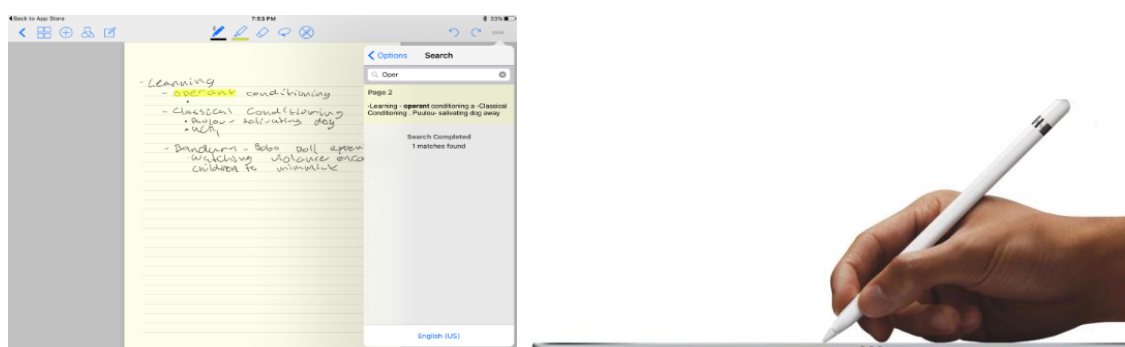 Back to App Store
7:53 PM
33%
Options
Search
Oper
Page 2
-Learning - operant conditioning a -Classical
Conditioning . Puulou- salivating dog away
Search Completed
1 matches found
English (US)
- Learning
- operant conditioning
- Classical Conditioning
• Pavlov - salivating dog
- Bandura - Bobo Doll
• Watching violence
children to